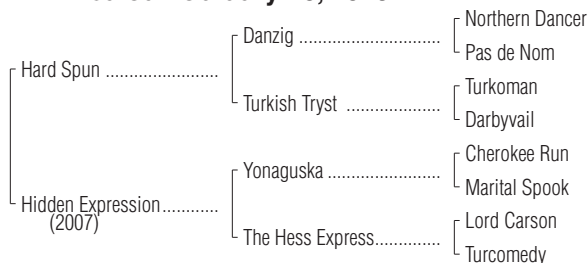 Northern Dancer
Danzig ................................
Pas de Nom
Hard Spun ................................
Turkoman
Turkish Tryst ................................
Darbyvail
Cherokee Run
Yonaguska ................................
Marital Spook
Hidden Expression................
(2007)
Lord Carson
The Hess Express................
Turcomedy